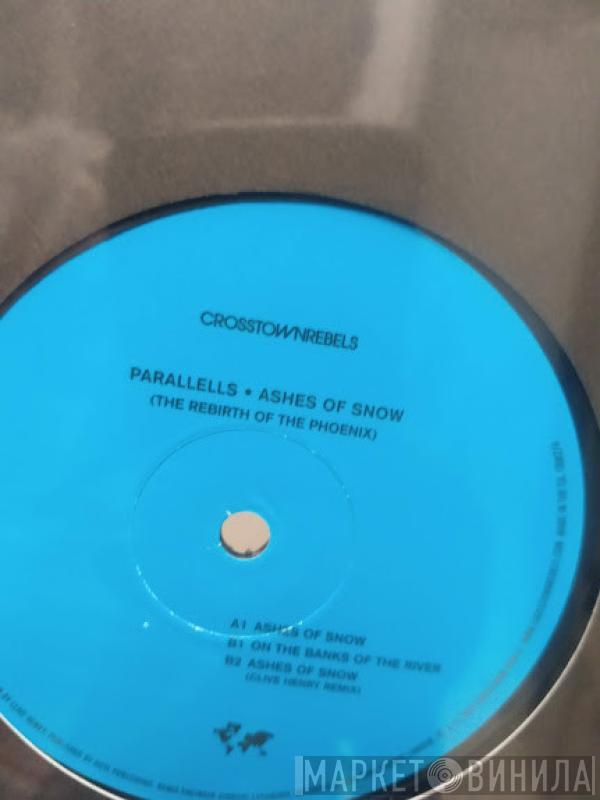 CROSSTOWNREBELS
PARALLELLS • ASHES OF SNOW
(THE REBIRTH OF THE PHOENIX)
A1 ASHES OF SNOW
B1 ON THE BANKS OF THE RIVER
B2 ASHES OF SNOW
(CLIVE HENRY REMIX)
МАРКЕТ ВИНИЛА